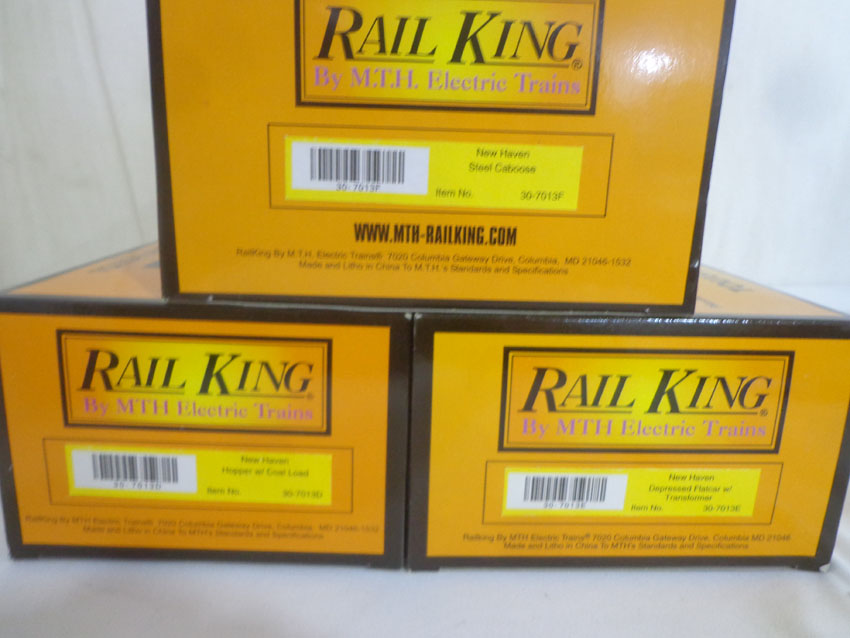 RAIL KING®
By M.T.H. Electric Trains
New Haven
Steel Caboose
30-7013F
Item No. 30-7013F
WWW.MTH-RAILKING.COM
RailKing By M.T.H. Electric Trains® 7020 Columbia Gateway Drive, Columbia, MD 21046-1532
Made and Litho in China To M.T.H.'s Standards and Specifications
RAIL KING®
By MTH Electric Trains
New Haven
Hopper w/ Coal Load
30-7013D
Item No. 30-7013D
RailKing By MTH Electric Trains® 7020 Columbia Gateway Drive, Columbia, MD 21046-1532
Made and Litho in China To MTH's Standards and Specifications
RAIL KING®
By MTH Electric Trains
New Haven
Depressed Flatcar w/
Transformer
30-7013E
Item No. 30-7013E
RailKing By MTH Electric Trains® 7020 Columbia Gateway Drive, Columbia MD 21046
Made and Litho in China To MTH's Standards and Specifications